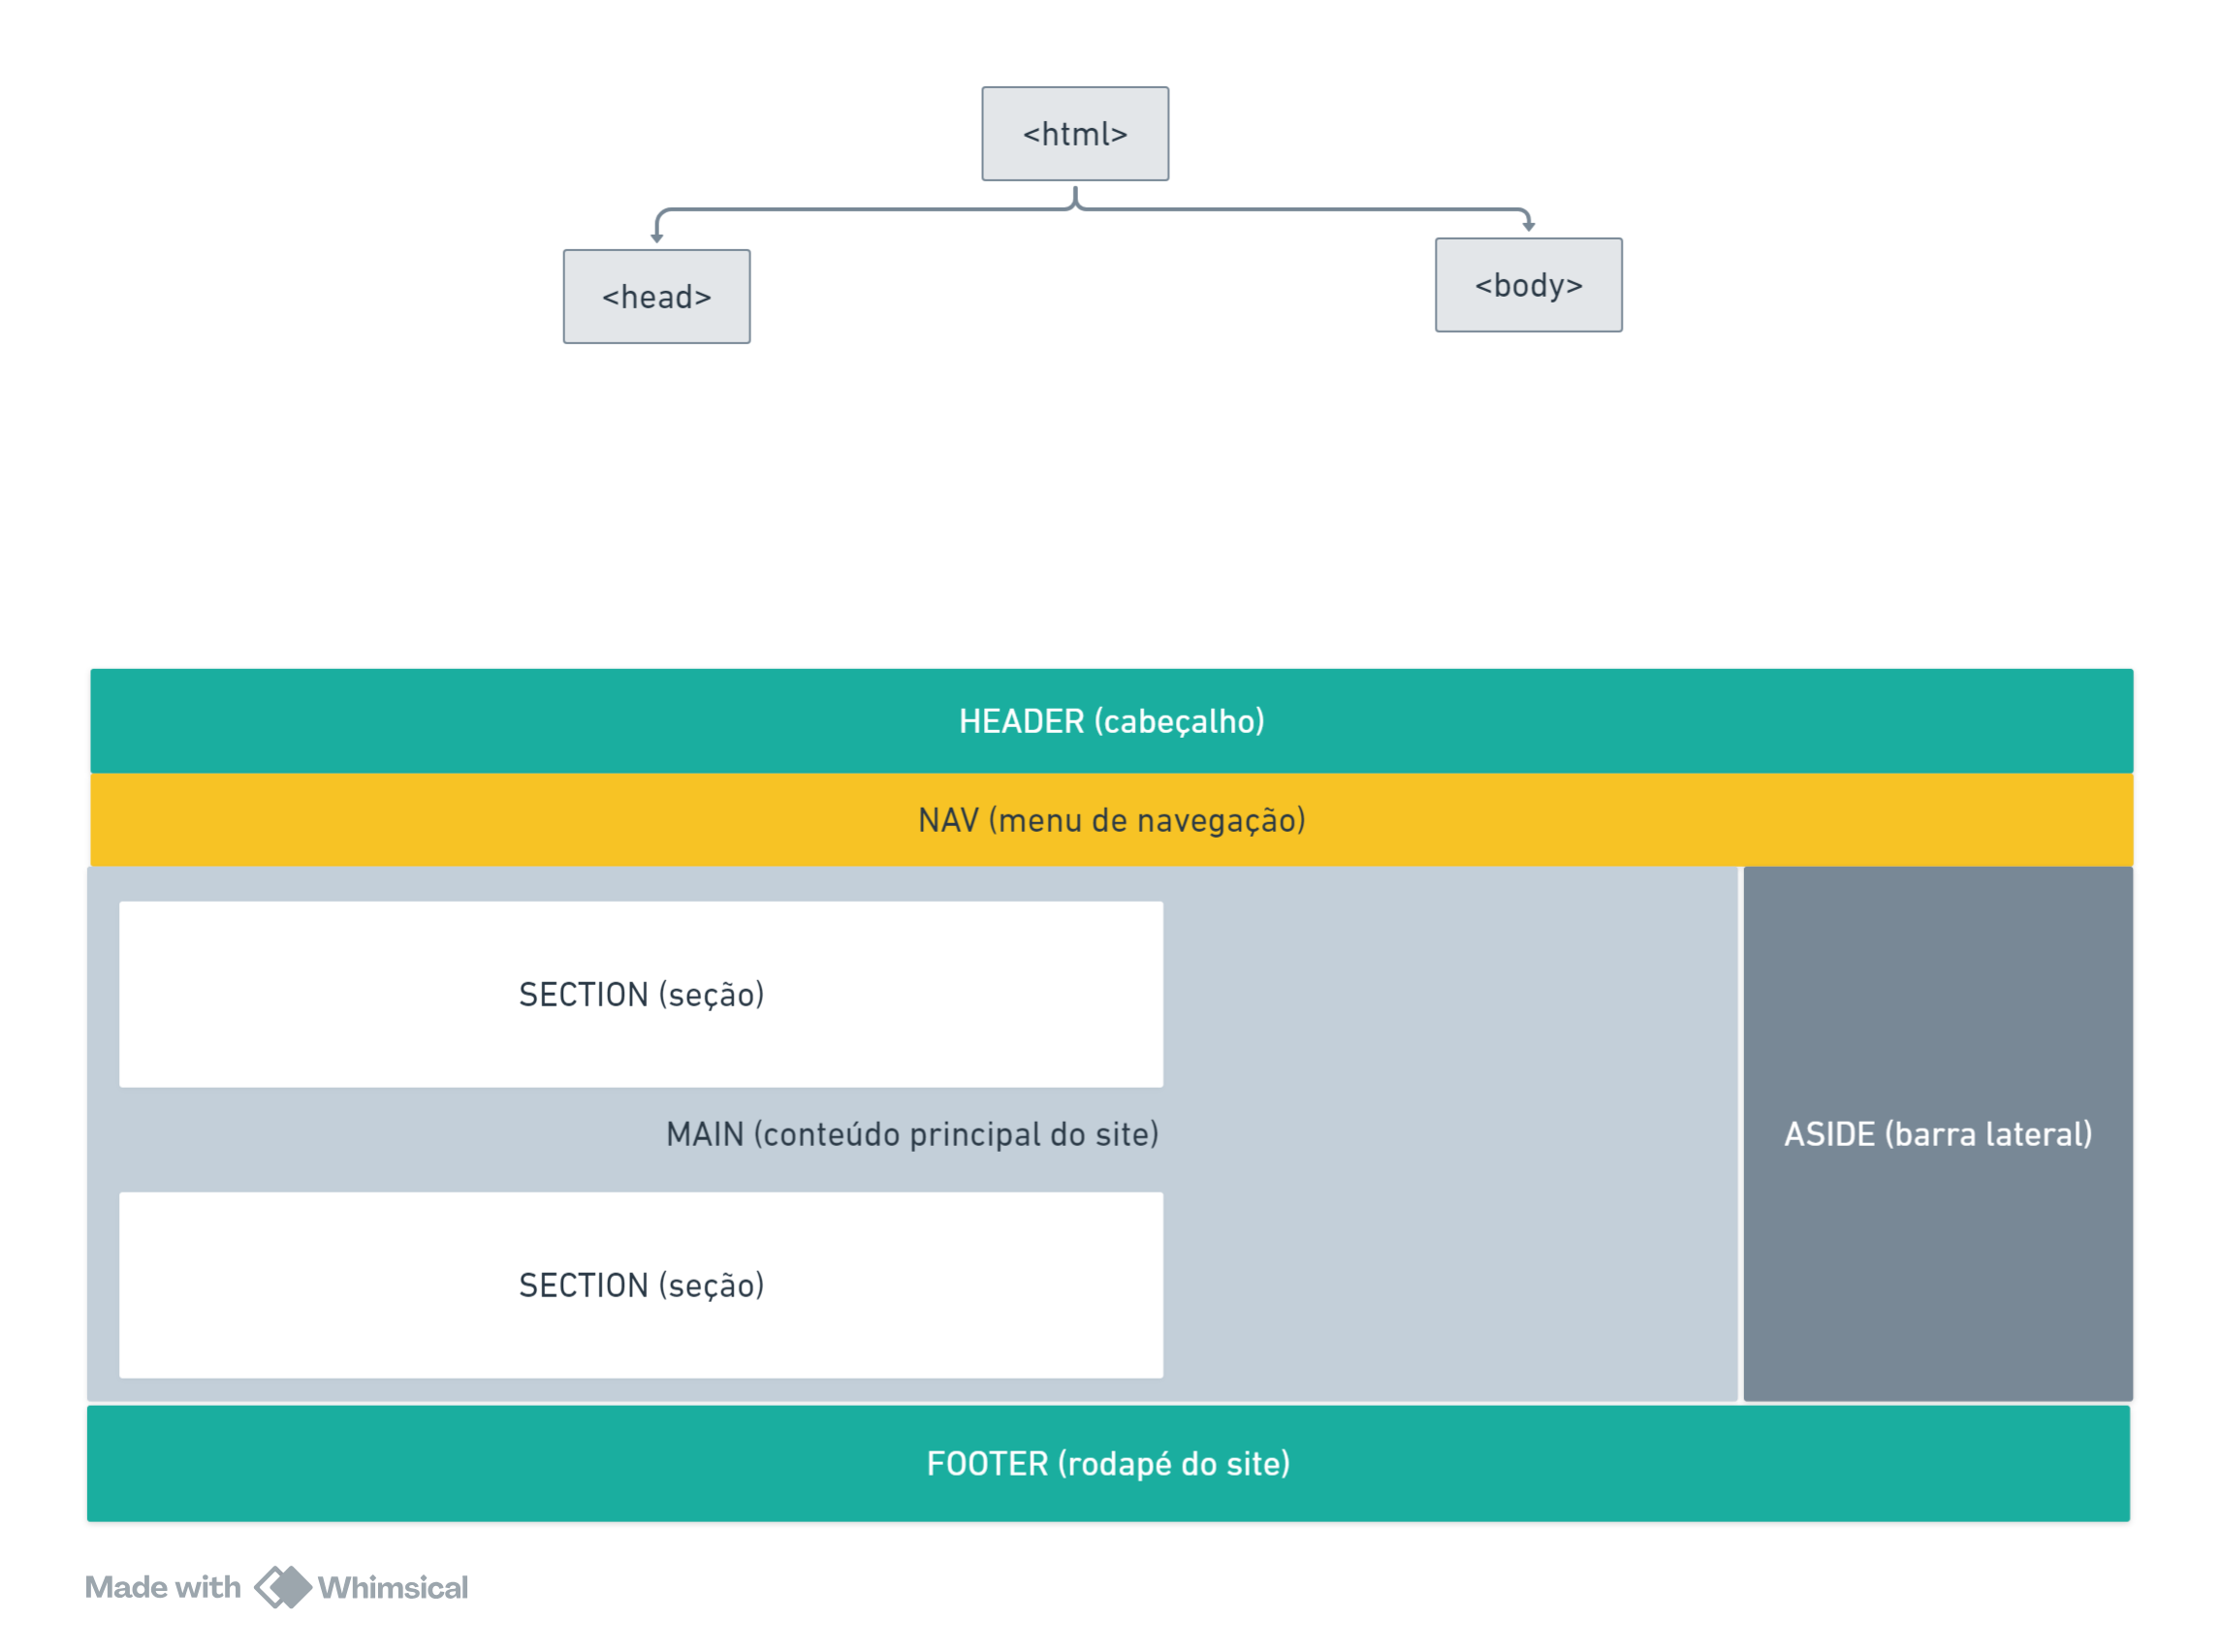 <html>
<head>
<body>
HEADER (cabeçalho)
NAV (menu de navegação)
SECTION (seção)
MAIN (conteúdo principal do site)
ASIDE (barra lateral)
SECTION (seção)
FOOTER (rodapé do site)
Made with Whimsical